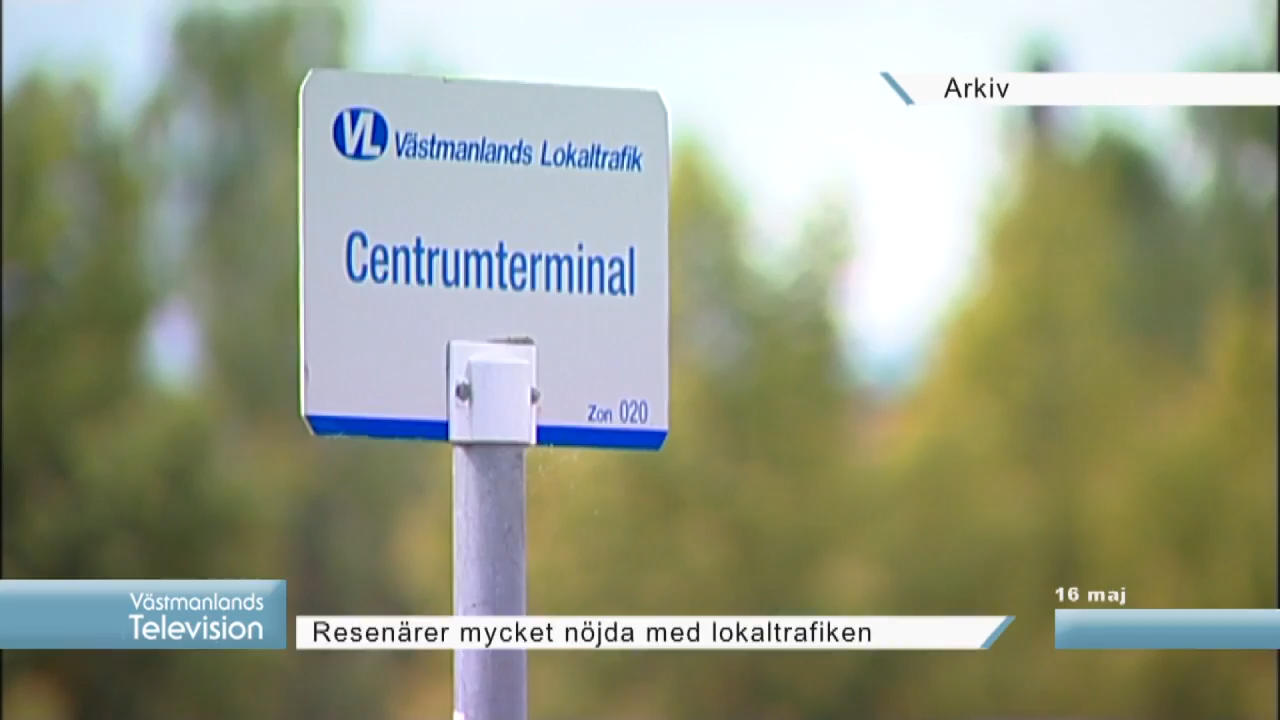 Arkiv
VL Västmanlands Lokaltrafik
Centrumterminal
Zon 020
16 maj
Västmanlands
Television
Resenärer mycket nöjda med lokaltrafiken